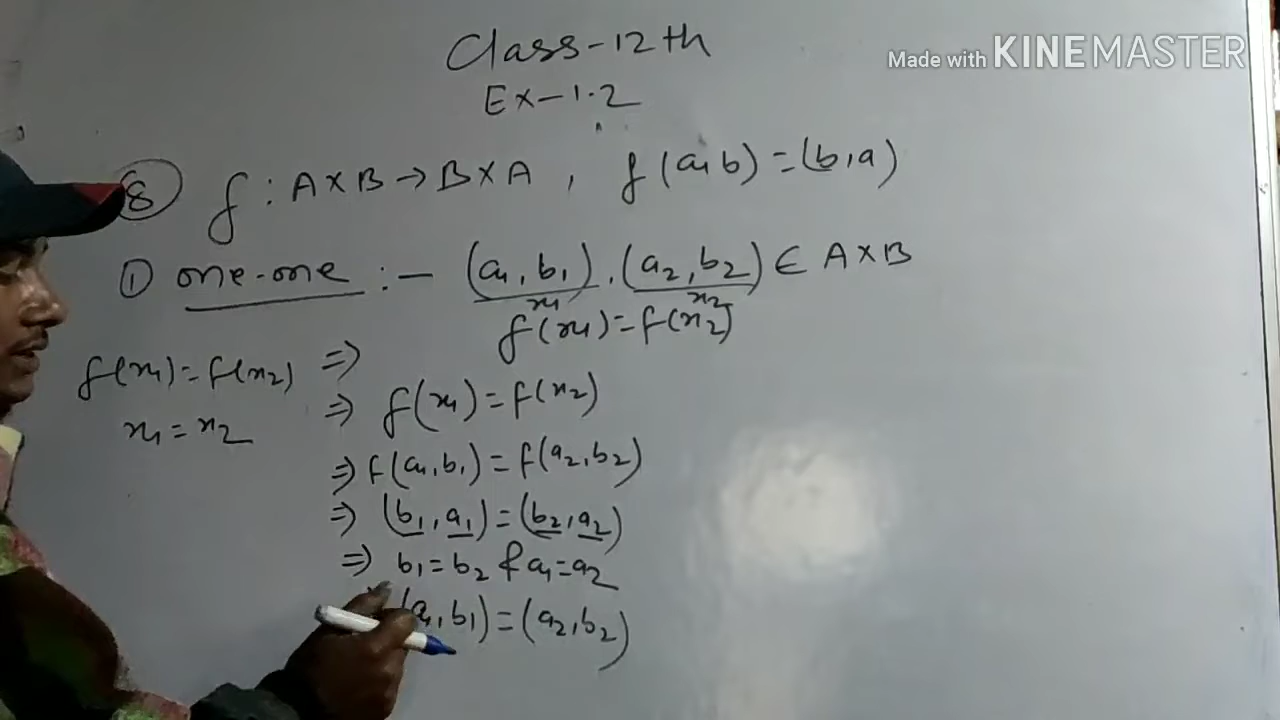 Class-12th
Made with KINEMASTER
Ex-1.2
⑧ f : A×B→B×A , f(a,b) = (b,a)
① one-one :- (a₁,b₁),(a₂,b₂) ∈ A×B
x₁ x₂
f(x₁)=f(x₂)
f(x₁)=f(x₂) ⇒
x₁=x₂ ⇒ f(x₁)=f(x₂)
⇒ f(a₁,b₁)=f(a₂,b₂)
⇒ (b₁,a₁)=(b₂,a₂)
⇒ b₁=b₂ & a₁=a₂
(a₁,b₁)=(a₂,b₂)